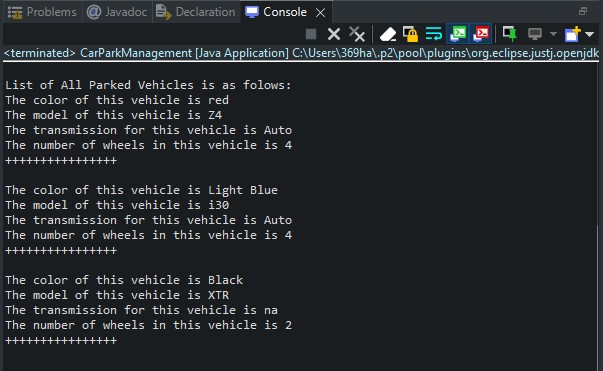 Problems @ Javadoc Declaration Console
<terminated> CarParkManagement [Java Application] C:\Users\369ha\.p2\pool\plugins\org.eclipse.justj.openjdk
List of All Parked Vehicles is as folows:
The color of this vehicle is red
The model of this vehicle is Z4
The transmission for this vehicle is Auto
The number of wheels in this vehicle is 4
++++++++++++++++
The color of this vehicle is Light Blue
The model of this vehicle is i30
The transmission for this vehicle is Auto
The number of wheels in this vehicle is 4
++++++++++++++++
The color of this vehicle is Black
The model of this vehicle is XTR
The transmission for this vehicle is na
The number of wheels in this vehicle is 2
++++++++++++++++